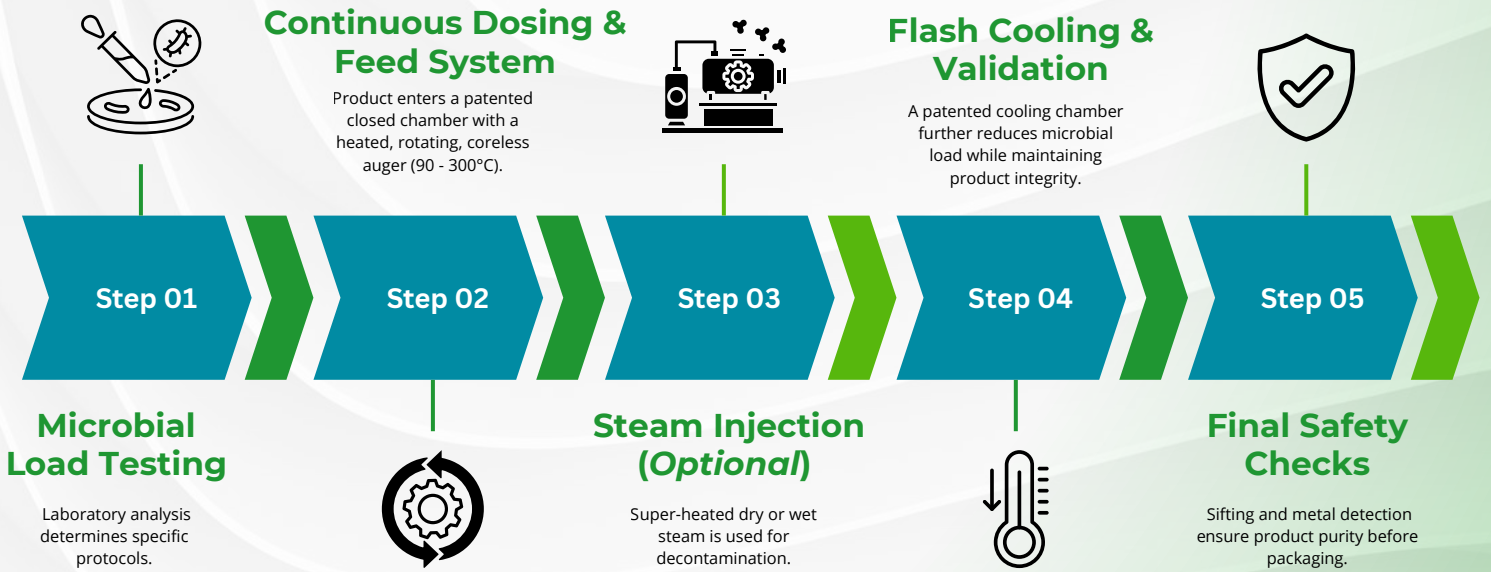 Continuous Dosing &
Feed System
Product enters a patented
closed chamber with a
heated, rotating, coreless
auger (90 - 300°C).
Flash Cooling &
Validation
A patented cooling chamber
further reduces microbial
load while maintaining
product integrity.
Step 01
Step 02
Step 03
Step 04
Step 05
Microbial
Load Testing
Laboratory analysis
determines specific
protocols.
Steam Injection
(Optional)
Super-heated dry or wet
steam is used for
decontamination.
Final Safety
Checks
Sifting and metal detection
ensure product purity before
packaging.